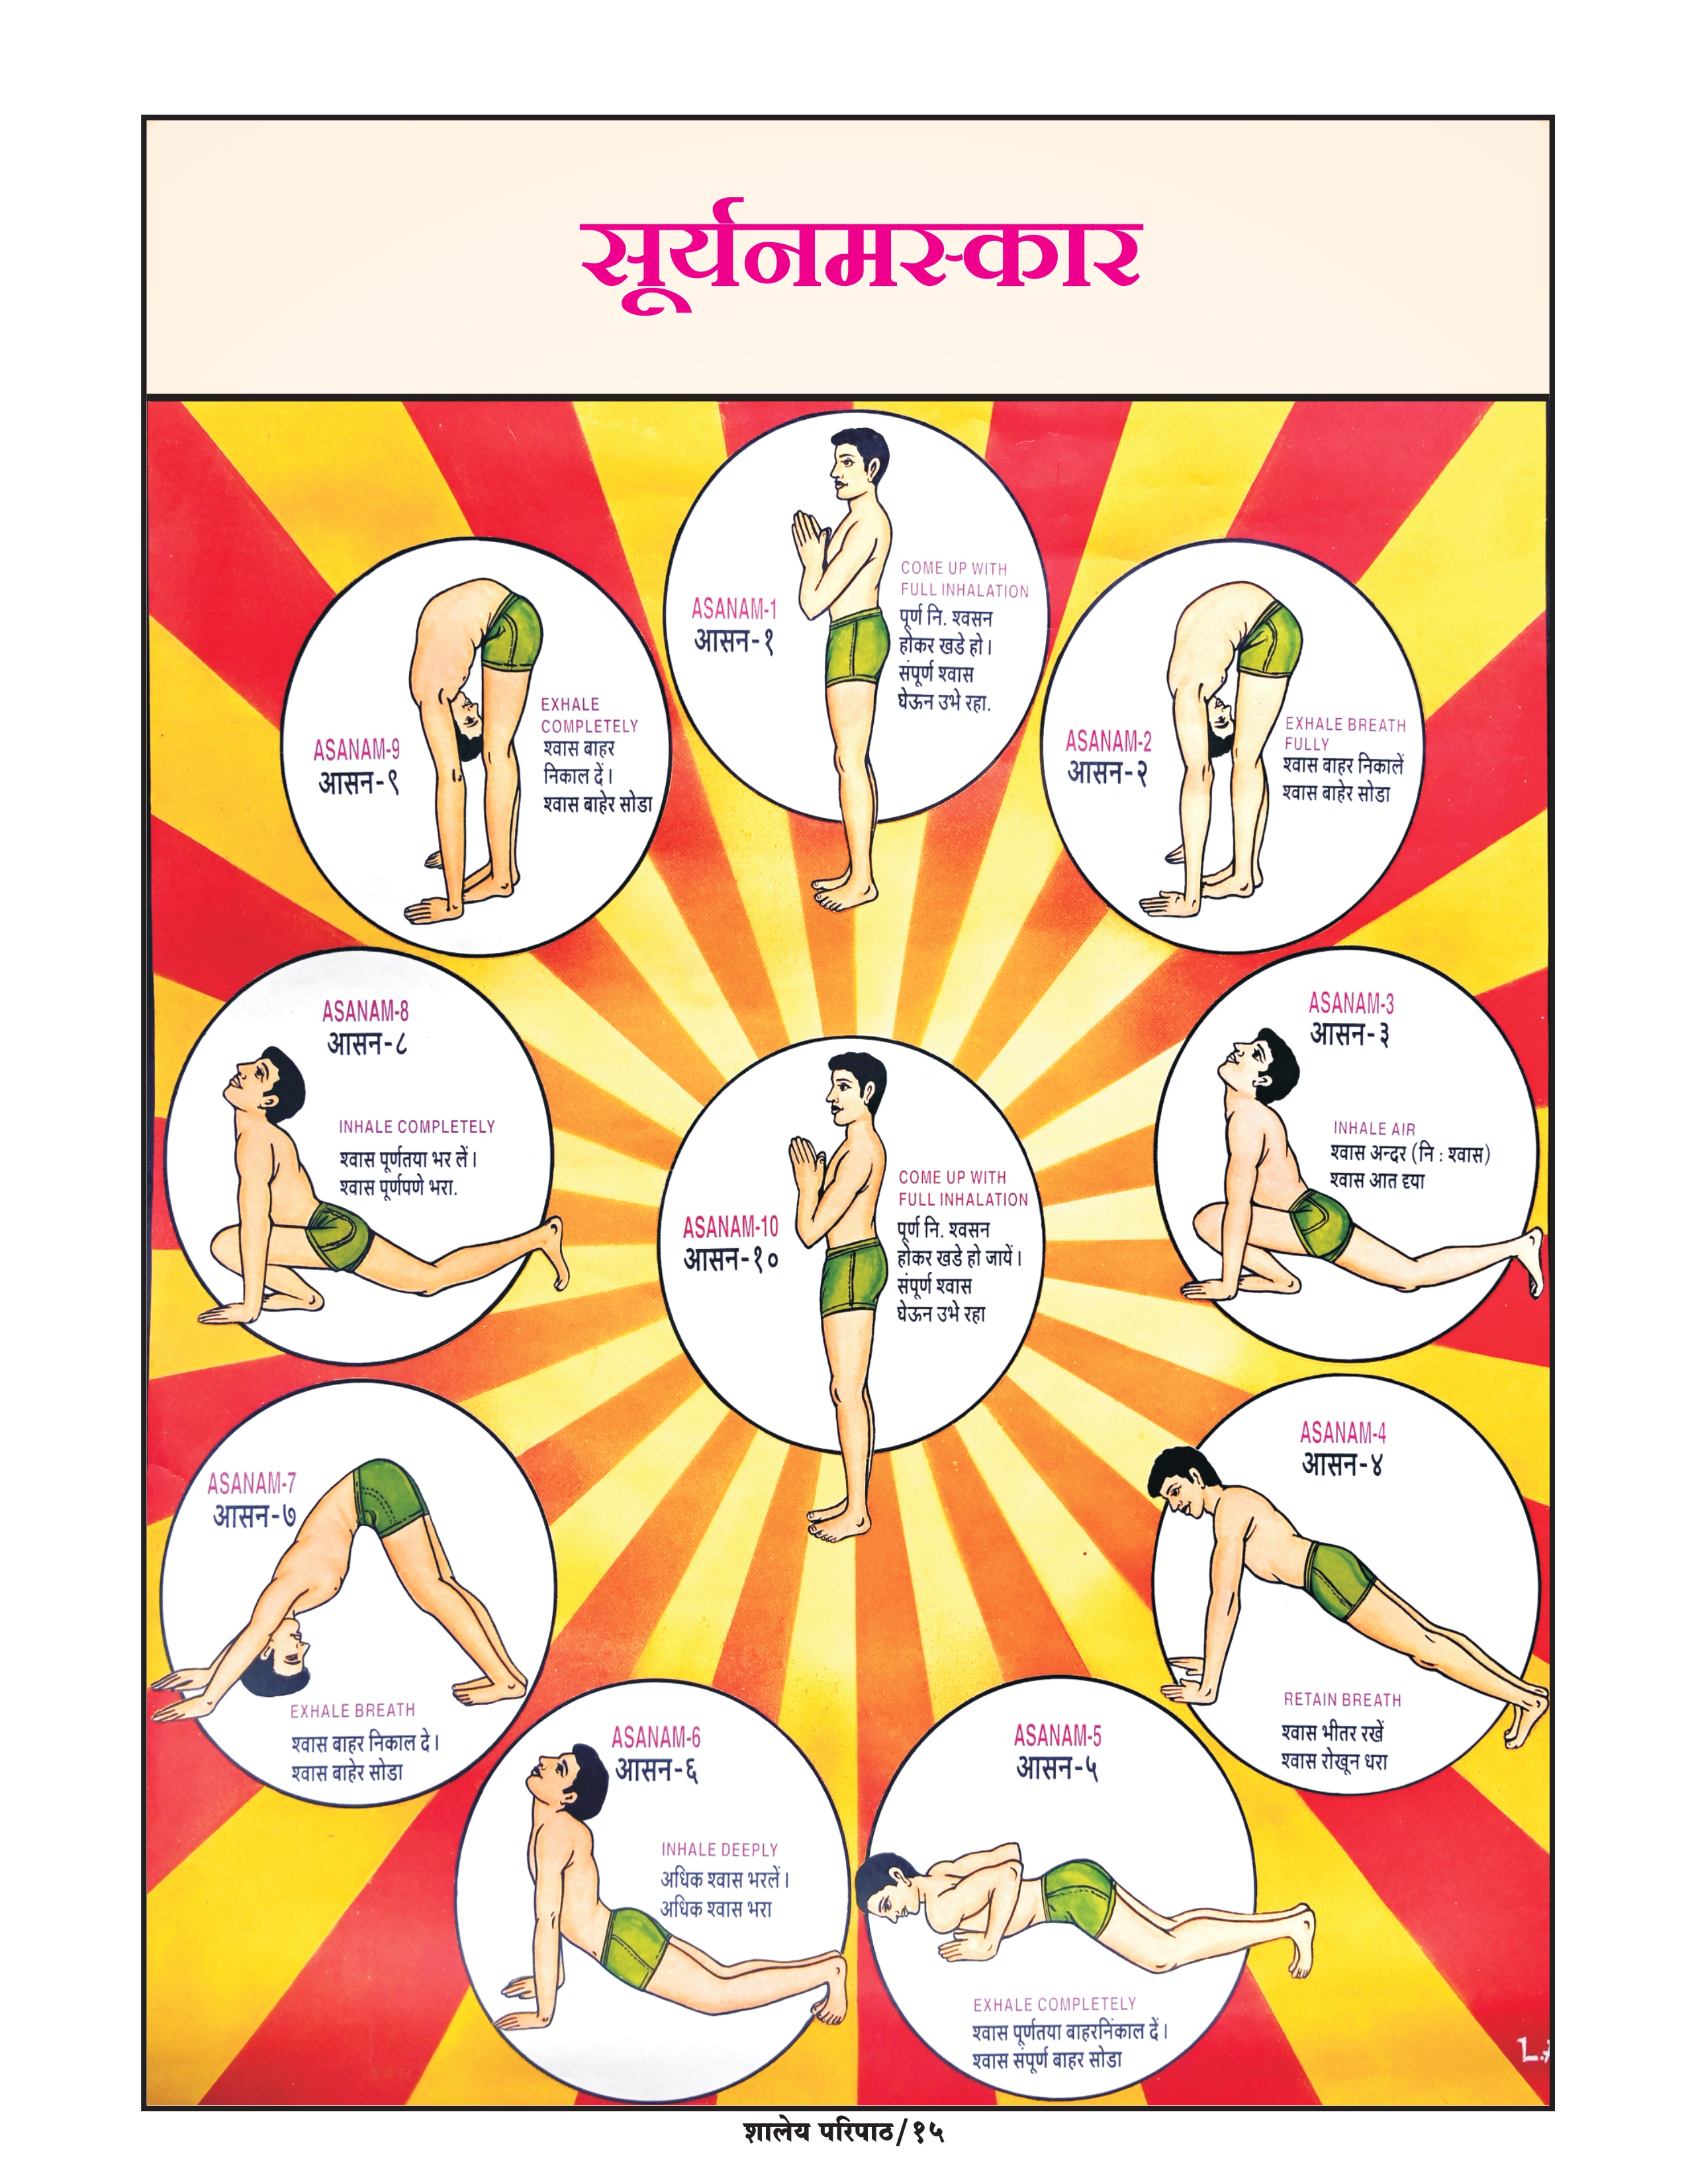 सूर्यनमस्कार
ASANAM-1
आसन-१
COME UP WITH
FULL INHALATION
पूर्ण नि. श्वसन
होकर खडे हो।
संपूर्ण श्वास
घेऊन उभे रहा.
ASANAM-2
आसन-२
EXHALE BREATH
FULLY
श्वास बाहर निकालें
श्वास बाहेर सोडा
ASANAM-3
आसन-३
INHALE AIR
श्वास अन्दर (नि : श्वास)
श्वास आत द्दया
ASANAM-4
आसन-४
RETAIN BREATH
श्वास भीतर रखें
श्वास रोखून धरा
ASANAM-5
आसन-५
EXHALE COMPLETELY
श्वास पूर्णतया बाहरनिंकाल दें।
श्वास संपूर्ण बाहर सोडा
ASANAM-6
आसन-६
INHALE DEEPLY
अधिक श्वास भरलें।
अधिक श्वास भरा
ASANAM-7
आसन-७
EXHALE BREATH
श्वास बाहर निकाल दे।
श्वास बाहेर सोडा
ASANAM-8
आसन-८
INHALE COMPLETELY
श्वास पूर्णतया भर लें।
श्वास पूर्णपणे भरा.
ASANAM-9
आसन-९
EXHALE
COMPLETELY
श्वास बाहर
निकाल दें।
श्वास बाहेर सोडा
ASANAM-10
आसन-१०
COME UP WITH
FULL INHALATION
पूर्ण नि. श्वसन
होकर खडे हो जायें।
संपूर्ण श्वास
घेऊन उभे रहा
शालेय परिपाठ/१५